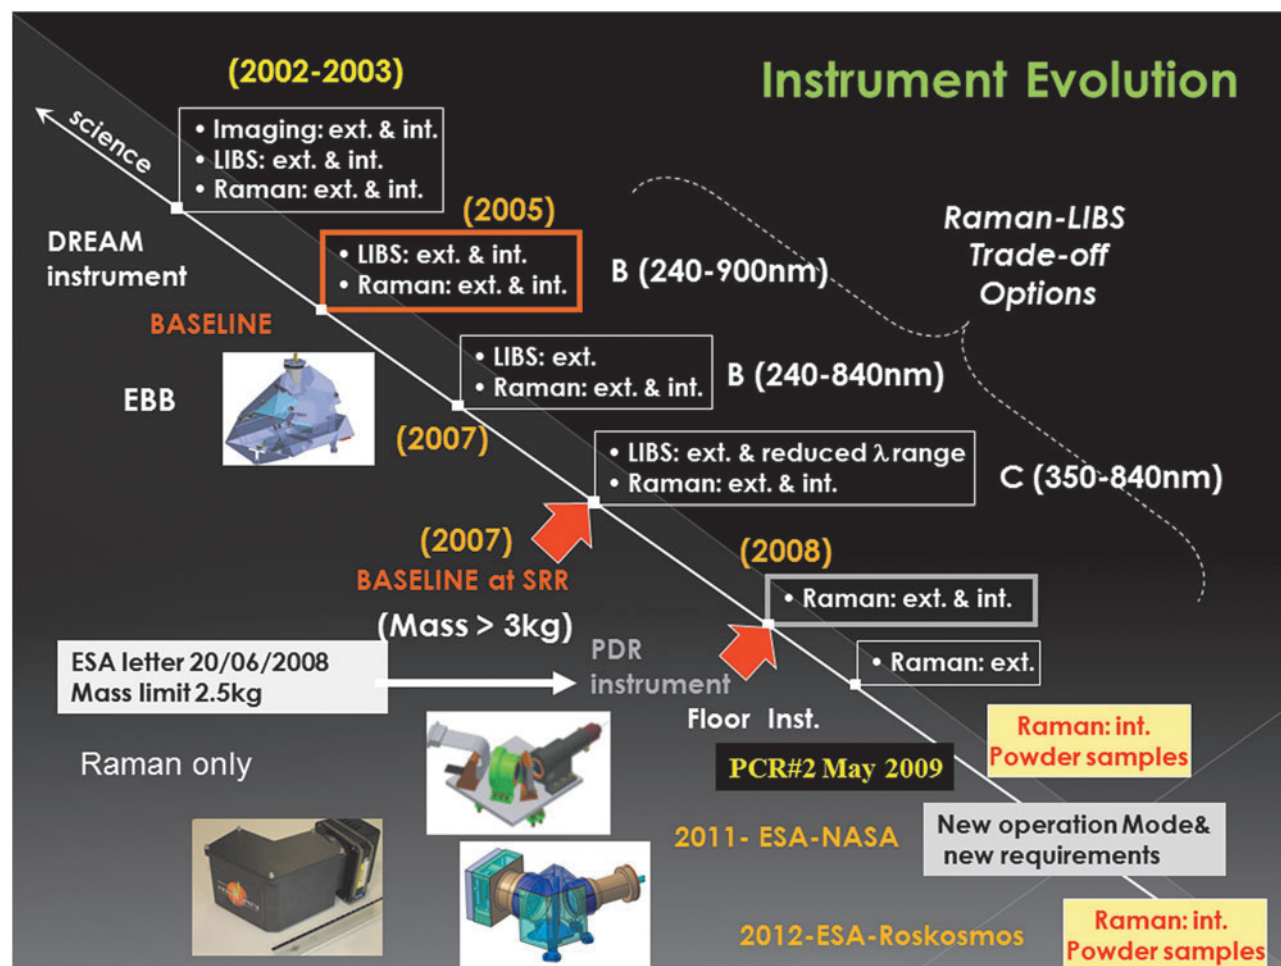 Instrument Evolution
(2002-2003)
science
• Imaging: ext. & int.
• LIBS: ext. & int.
• Raman: ext. & int.
DREAM
instrument
(2005)
• LIBS: ext. & int.
• Raman: ext. & int.
B (240-900nm)
Raman-LIBS
Trade-off
Options
BASELINE
EBB
• LIBS: ext.
• Raman: ext. & int.
B (240-840nm)
(2007)
• LIBS: ext. & reduced λ range
• Raman: ext. & int.
C (350-840nm)
(2007)
BASELINE at SRR
(Mass > 3kg)
(2008)
• Raman: ext. & int.
ESA letter 20/06/2008
Mass limit 2.5kg
PDR
instrument
• Raman: ext.
Floor Inst.
Raman: int.
Powder samples
Raman only
PCR#2 May 2009
2011- ESA-NASA
New operation Mode&
new requirements
2012-ESA-Roskosmos
Raman: int.
Powder samples